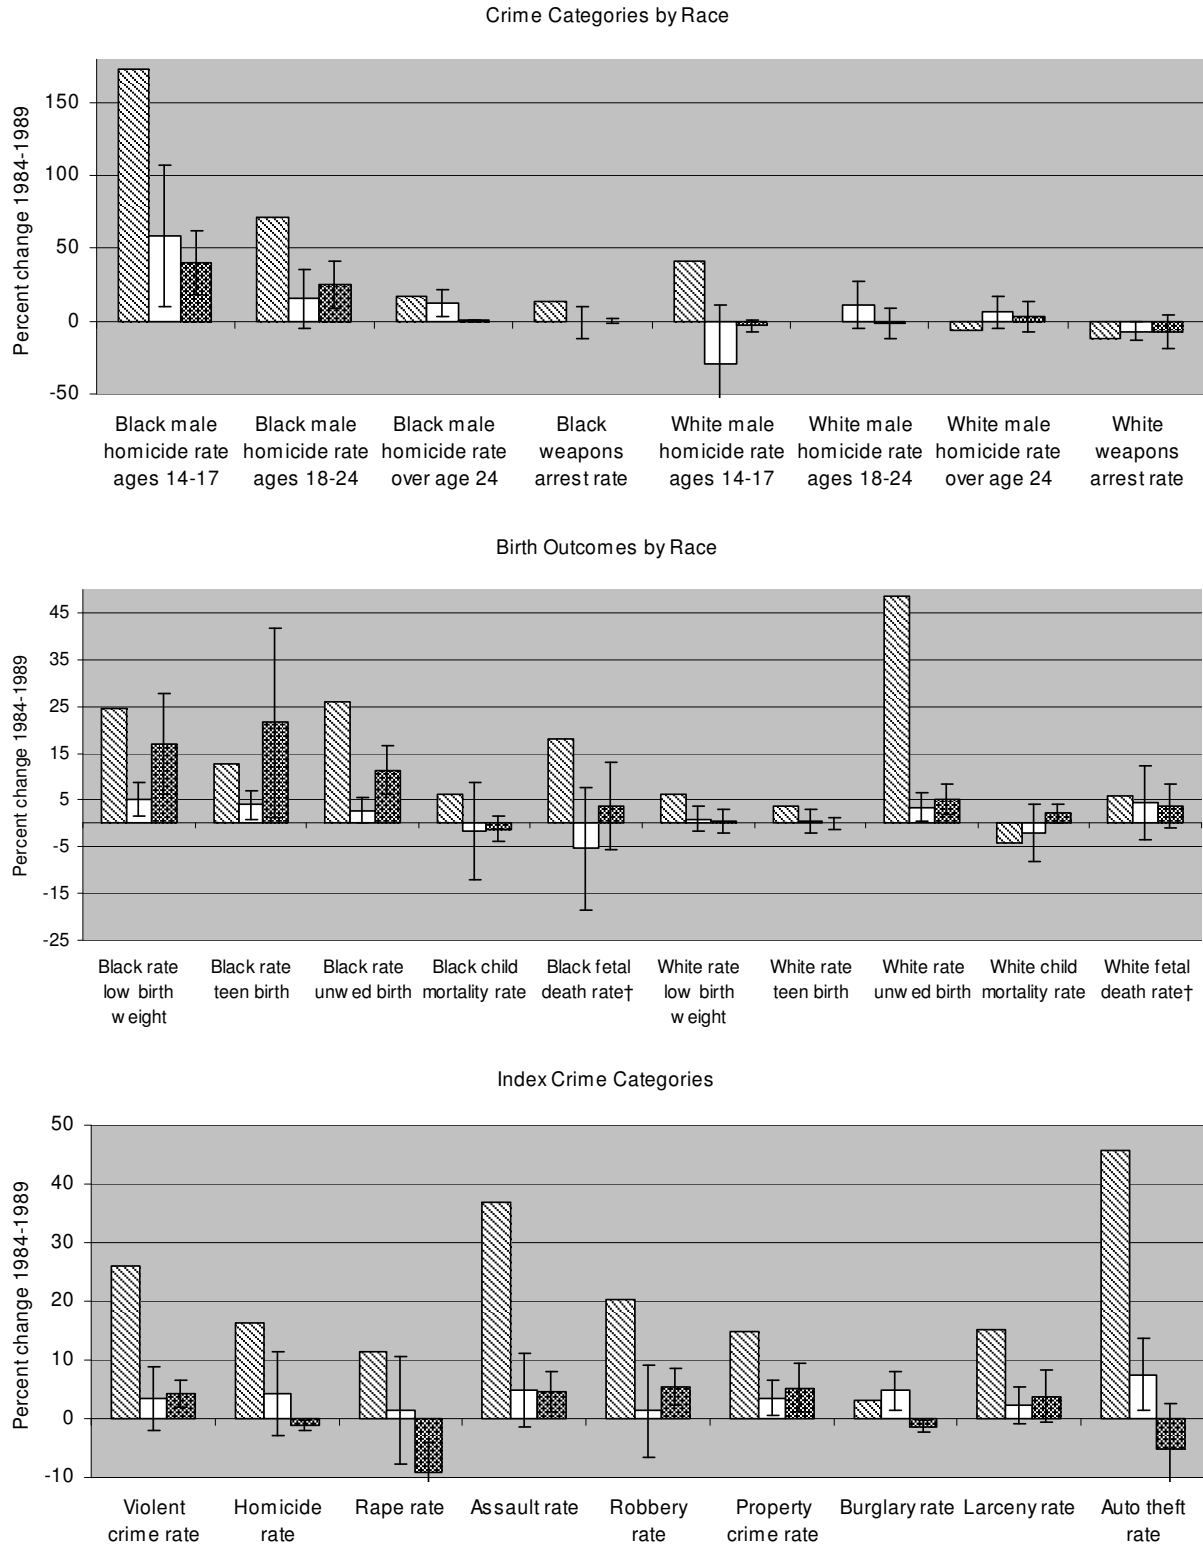 Crime Categories by Race
Percent change 1984-1989
150
100
50
0
-50
Black male homicide rate ages 14-17
Black male homicide rate ages 18-24
Black male homicide rate over age 24
Black weapons arrest rate
White male homicide rate ages 14-17
White male homicide rate ages 18-24
White male homicide rate over age 24
White weapons arrest rate
Birth Outcomes by Race
Percent change 1984-1989
45
35
25
15
5
-5
-15
-25
Black rate low birth weight
Black rate teen birth
Black rate unwed birth
Black child mortality rate
Black fetal death rate†
White rate low birth weight
White rate teen birth
White rate unwed birth
White child mortality rate
White fetal death rate†
Index Crime Categories
Percent change 1984-1989
50
40
30
20
10
0
-10
Violent crime rate
Homicide rate
Rape rate
Assault rate
Robbery rate
Property crime rate
Burglary rate
Larceny rate
Auto theft rate